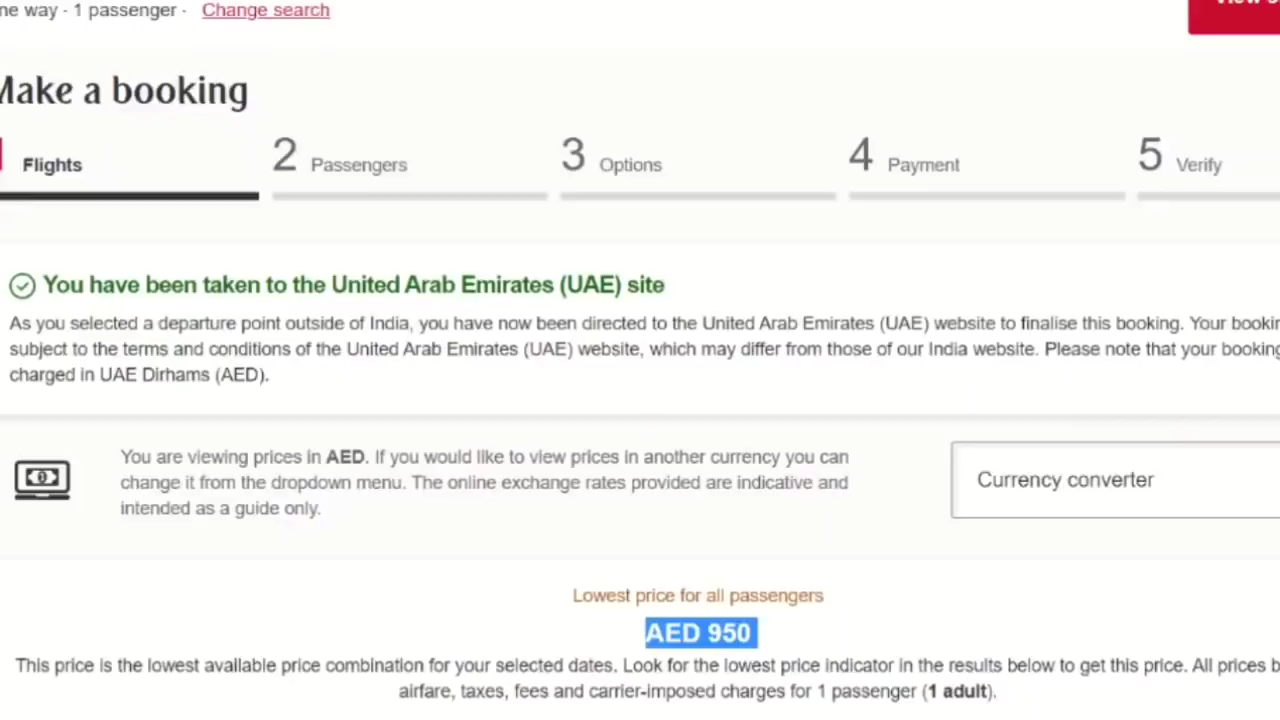 way · 1 passenger · Change search
Make a booking
Flights
2 Passengers
3 Options
4 Payment
5 Verify
You have been taken to the United Arab Emirates (UAE) site
As you selected a departure point outside of India, you have now been directed to the United Arab Emirates (UAE) website to finalise this booking. Your
subject to the terms and conditions of the United Arab Emirates (UAE) website, which may differ from those of our India website. Please note that your booking
charged in UAE Dirhams (AED).
You are viewing prices in AED. If you would like to view prices in another currency you can
change it from the dropdown menu. The online exchange rates provided are indicative and
intended as a guide only.
Currency converter
Lowest price for all passengers
AED 950
This price is the lowest available price combination for your selected dates. Look for the lowest price indicator in the results below to get this price. All prices
airfare, taxes, fees and carrier-imposed charges for 1 passenger (1 adult).